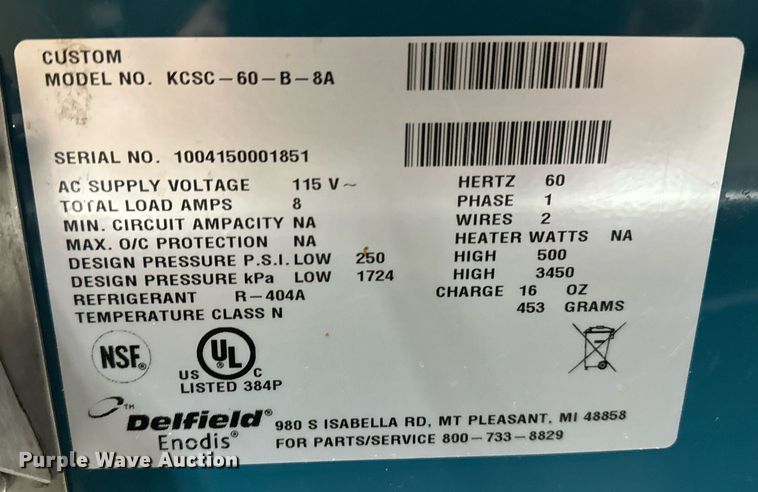 Purple Wave Auction
CUSTOM
MODEL NO. KCSC-60-B-8A
SERIAL NO. 1004150001851
AC SUPPLY VOLTAGE 115 V~ HERTZ 60
TOTAL LOAD AMPS 8 PHASE 1
MIN. CIRCUIT AMPACITY NA WIRES 2
MAX. O/C PROTECTION NA HEATER WATTS NA
DESIGN PRESSURE P.S.I. LOW 250 HIGH 500
DESIGN PRESSURE kPa LOW 1724 HIGH 3450
REFRIGERANT R-404A CHARGE 16 OZ
TEMPERATURE CLASS N 453 GRAMS
NSF®
UL®
US C
LISTED 384P
™
Delfield® 980 S ISABELLA RD, MT PLEASANT, MI 48858
Enodis® FOR PARTS/SERVICE 800-733-8829
Purple Wave Auction